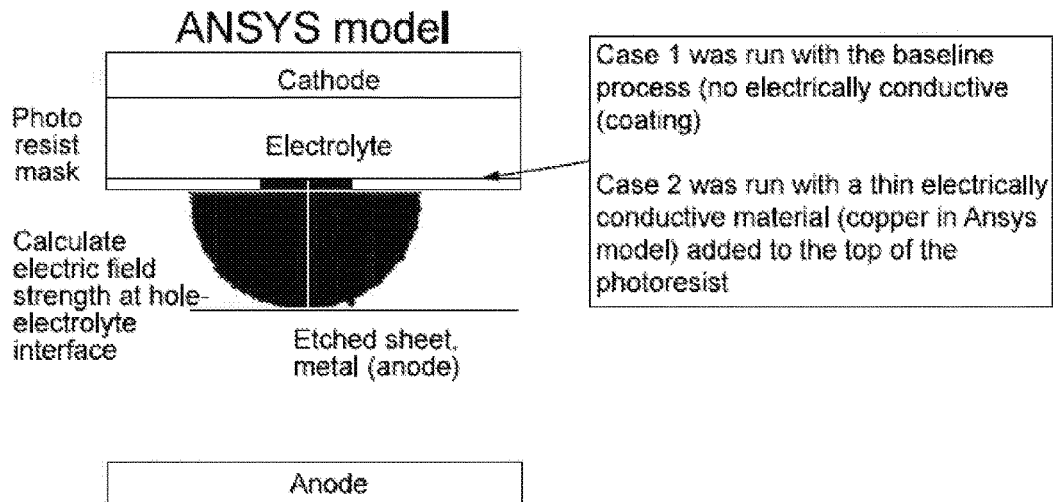 ANSYS model
Cathode
Photo
resist
mask
Electrolyte
Calculate
electric field
strength at hole-
electrolyte
interface
Etched sheet,
metal (anode)
Anode
Case 1 was run with the baseline
process (no electrically conductive
(coating)
Case 2 was run with a thin electrically
conductive material (copper in Ansys
model) added to the top of the
photoresist